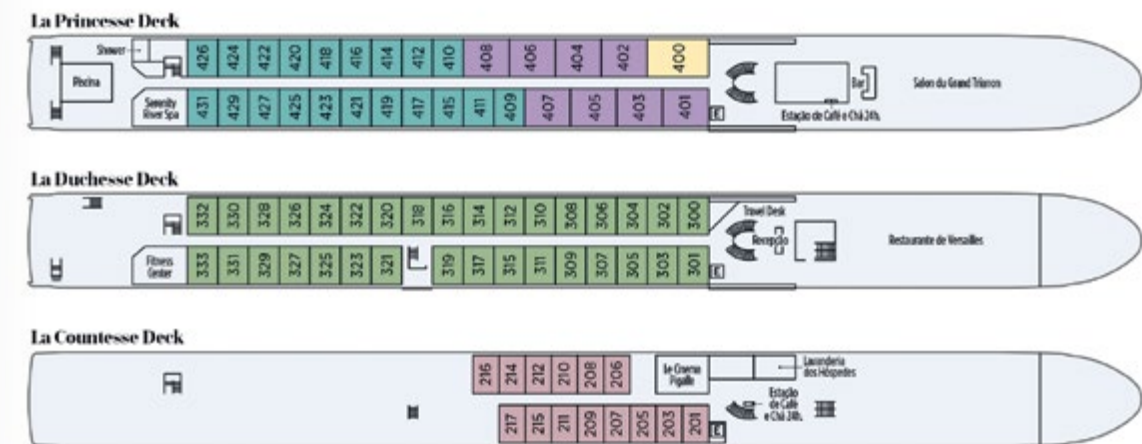 La Princesse Deck
Shower
Piscina
426 424 422 420 418 416 414 412 410 408 406 404 402 400
Serenity
River Spa
431 429 427 425 423 421 419 417 415 411 409 407 405 403 401
E
Bar
Estação de Café e Chá 24h.
Salon du Grand Trianon
La Duchesse Deck
332 330 328 326 324 322 320 318 316 314 312 310 308 306 304 302 300
Travel Desk
Recepção
Restaurante de Versailles
Fitness
Center
333 331 329 327 325 323 321 319 317 315 311 309 307 305 303 301
E
La Countesse Deck
216 214 212 210 208 206
Le Cinema
Pigalle
Lavanderia
dos Hóspedes
217 215 211 209 207 205 203 201
E
Estação
de Café
e Chá 24h.